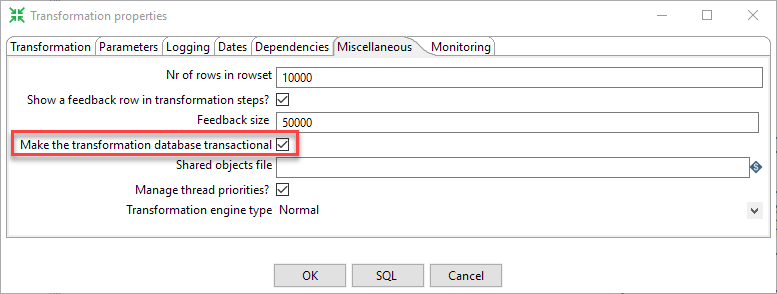 Transformation properties
Transformation Parameters Logging Dates Dependencies Miscellaneous Monitoring
Nr of rows in rowset 10000
Show a feedback row in transformation steps?
Feedback size 50000
Make the transformation database transactional
Shared objects file
Manage thread priorities?
Transformation engine type Normal
OK SQL Cancel